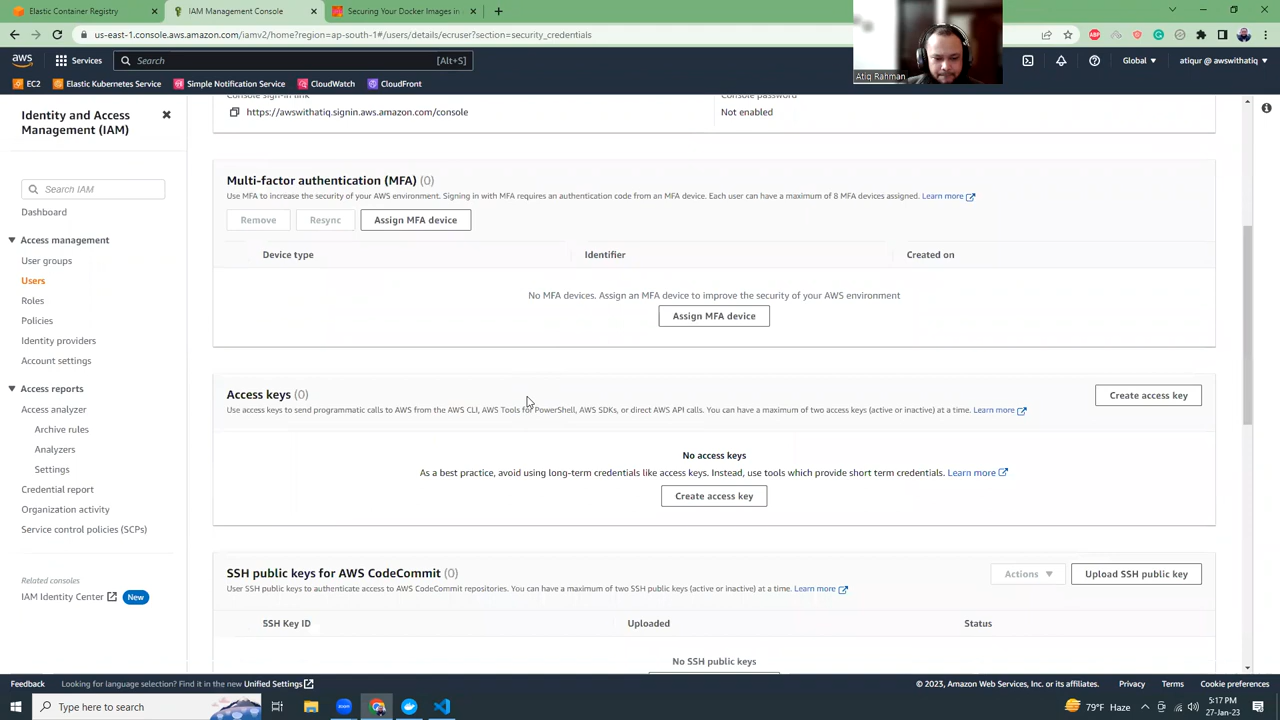 Elastic Container Registry
IAM Management Console
Securing Your Docker Images in
us-east-1.console.aws.amazon.com/iamv2/home?region=ap-south-1#/users/details/ecruser?section=security_credentials
Atiq Rahman
aws
Services
Search
[Alt+S]
Global
atiqur @ awswithatiq
EC2
Elastic Kubernetes Service
Simple Notification Service
CloudWatch
CloudFront
Identity and Access
Management (IAM)
Search IAM
Dashboard
Access management
User groups
Users
Roles
Policies
Identity providers
Account settings
Access reports
Access analyzer
Archive rules
Analyzers
Settings
Credential report
Organization activity
Service control policies (SCPs)
Related consoles
IAM Identity Center
New
Console sign-in link
https://awswithatiq.signin.aws.amazon.com/console
Console password
Not enabled
Multi-factor authentication (MFA) (0)
Use MFA to increase the security of your AWS environment. Signing in with MFA requires an authentication code from an MFA device. Each user can have a maximum of 8 MFA devices assigned. Learn more
Remove
Resync
Assign MFA device
Device type
Identifier
Created on
No MFA devices. Assign an MFA device to improve the security of your AWS environment
Assign MFA device
Access keys (0)
Create access key
Use access keys to send programmatic calls to AWS from the AWS CLI, AWS Tools for PowerShell, AWS SDKs, or direct AWS API calls. You can have a maximum of two access keys (active or inactive) at a time. Learn more
No access keys
As a best practice, avoid using long-term credentials like access keys. Instead, use tools which provide short term credentials. Learn more
Create access key
SSH public keys for AWS CodeCommit (0)
Actions
Upload SSH public key
User SSH public keys to authenticate access to AWS CodeCommit repositories. You can have a maximum of two SSH public keys (active or inactive) at a time. Learn more
SSH Key ID
Uploaded
Status
No SSH public keys
Feedback
Looking for language selection? Find it in the new Unified Settings
© 2023, Amazon Web Services, Inc. or its affiliates.
Privacy
Terms
Cookie preferences
Type here to search
79°F Haze
5:17 PM
27-Jan-23